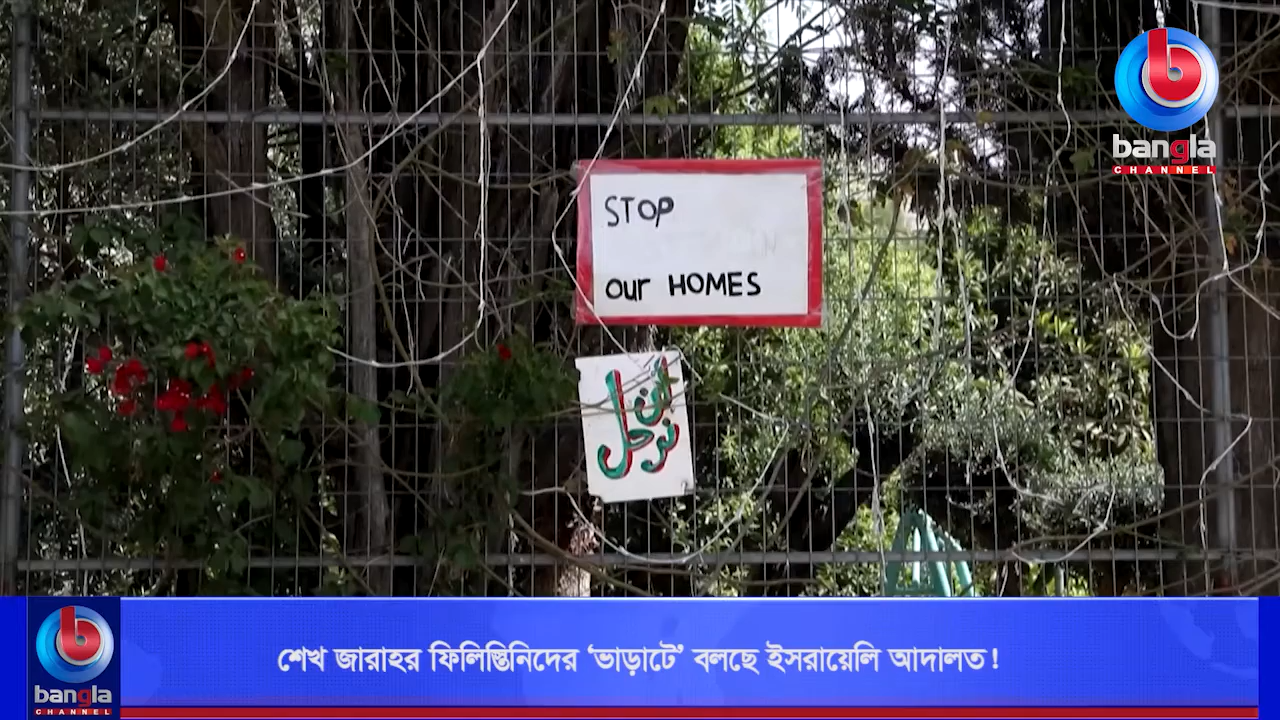 bangla
CHANNEL
STOP
our HOMES
لن
نرحل
শেখ জারাহর ফিলিস্তিনিদের ‘ভাড়াটে’ বলছে ইসরায়েলি আদালত!
bangla
CHANNEL